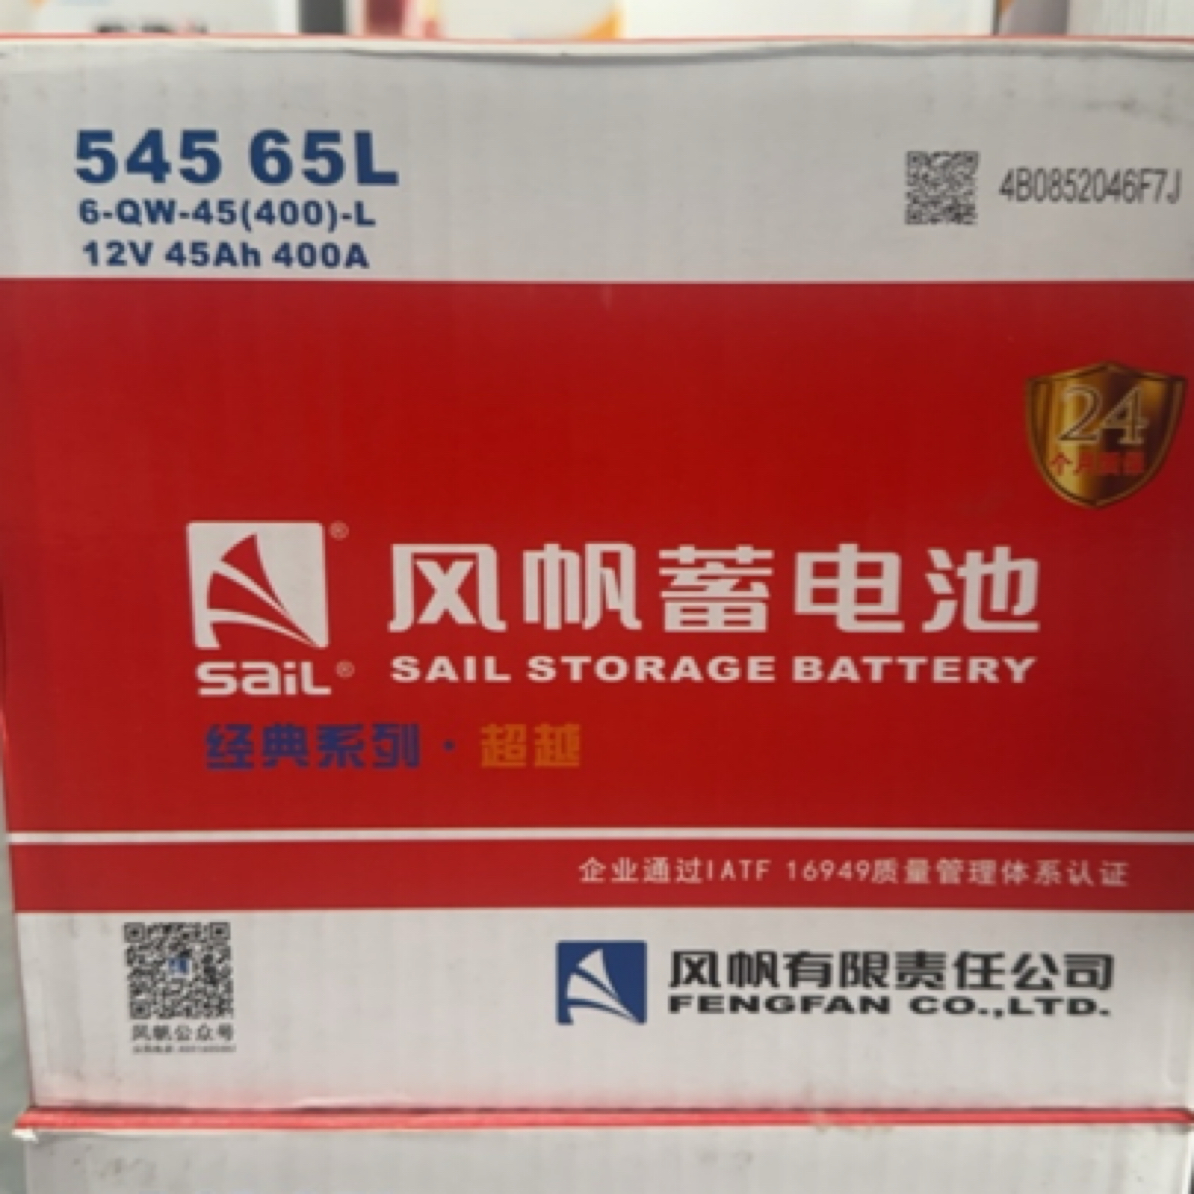 545 65L
6-QW-45(400)-L
12V 45Ah 400A
4B0852046F7J
24
个月
風帆蓄电池
SAIL STORAGE BATTERY
SAIL
经典系列·超越
企业通过IATF 16949质量管理体系认证
风帆公众号
风帆有限责任公司
FENGFAN CO.,LTD.